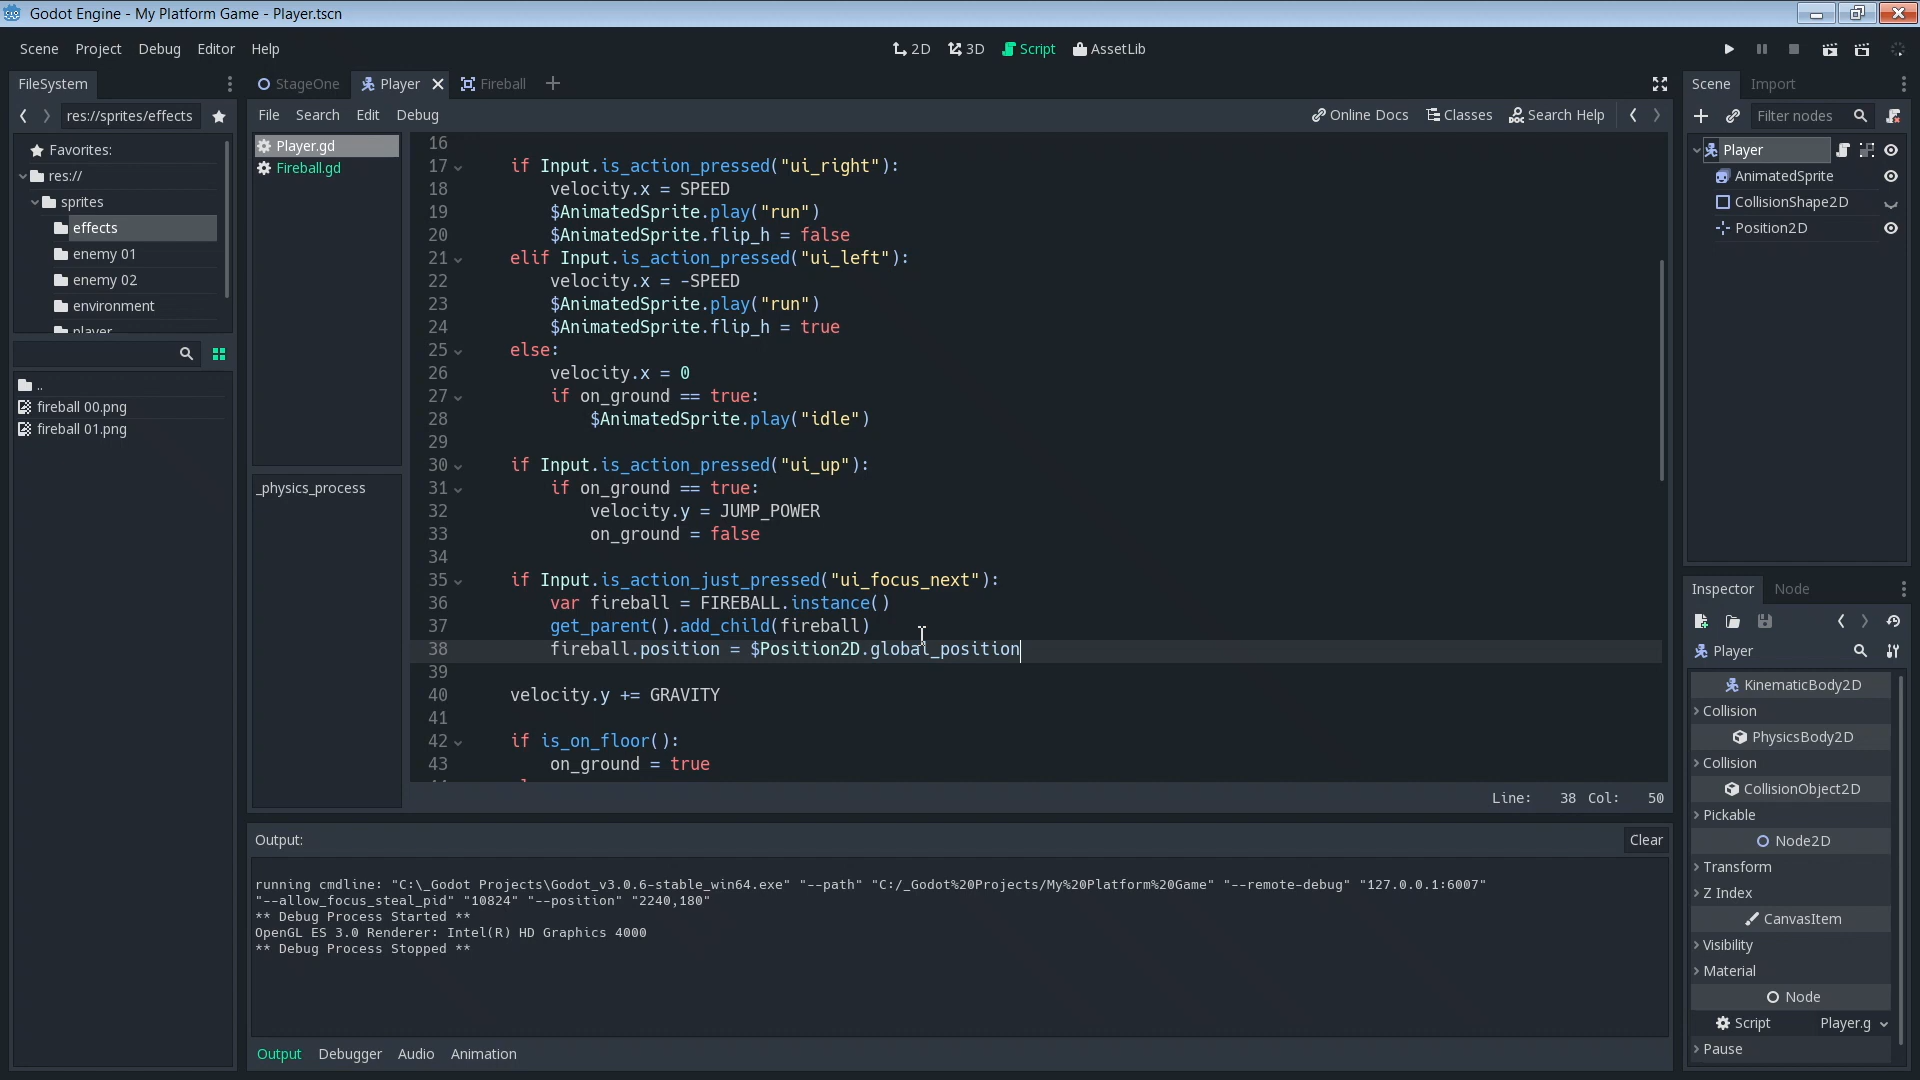 Godot Engine - My Platform Game - Player.tscn
Scene Project Debug Editor Help
2D 3D Script AssetLib
FileSystem
StageOne Player Fireball
Scene Import
res://sprites/effects
File Search Edit Debug
Online Docs Classes Search Help
Filter nodes
Favorites:
res://
sprites
effects
enemy 01
enemy 02
environment
player
..
fireball 00.png
fireball 01.png
Player.gd
Fireball.gd
_physics_process
16
17 if Input.is_action_pressed("ui_right"):
18 velocity.x = SPEED
19 $AnimatedSprite.play("run")
20 $AnimatedSprite.flip_h = false
21 elif Input.is_action_pressed("ui_left"):
22 velocity.x = -SPEED
23 $AnimatedSprite.play("run")
24 $AnimatedSprite.flip_h = true
25 else:
26 velocity.x = 0
27 if on_ground == true:
28 $AnimatedSprite.play("idle")
29
30 if Input.is_action_pressed("ui_up"):
31 if on_ground == true:
32 velocity.y = JUMP_POWER
33 on_ground = false
34
35 if Input.is_action_just_pressed("ui_focus_next"):
36 var fireball = FIREBALL.instance()
37 get_parent().add_child(fireball)
38 fireball.position = $Position2D.global_position
39
40 velocity.y += GRAVITY
41
42 if is_on_floor():
43 on_ground = true
Line: 38 Col: 50
Output:
Clear
running cmdline: "C:\_Godot Projects\Godot_v3.0.6-stable_win64.exe" "--path" "C:/_Godot%20Projects/My%20Platform%20Game" "--remote-debug" "127.0.0.1:6007"
"--allow_focus_steal_pid" "10824" "--position" "2240,180"
** Debug Process Started **
OpenGL ES 3.0 Renderer: Intel(R) HD Graphics 4000
** Debug Process Stopped **
Output Debugger Audio Animation
Player
AnimatedSprite
CollisionShape2D
Position2D
Inspector Node
Player
KinematicBody2D
Collision
PhysicsBody2D
Collision
CollisionObject2D
Pickable
Node2D
Transform
Z Index
CanvasItem
Visibility
Material
Node
Script Player.g
Pause